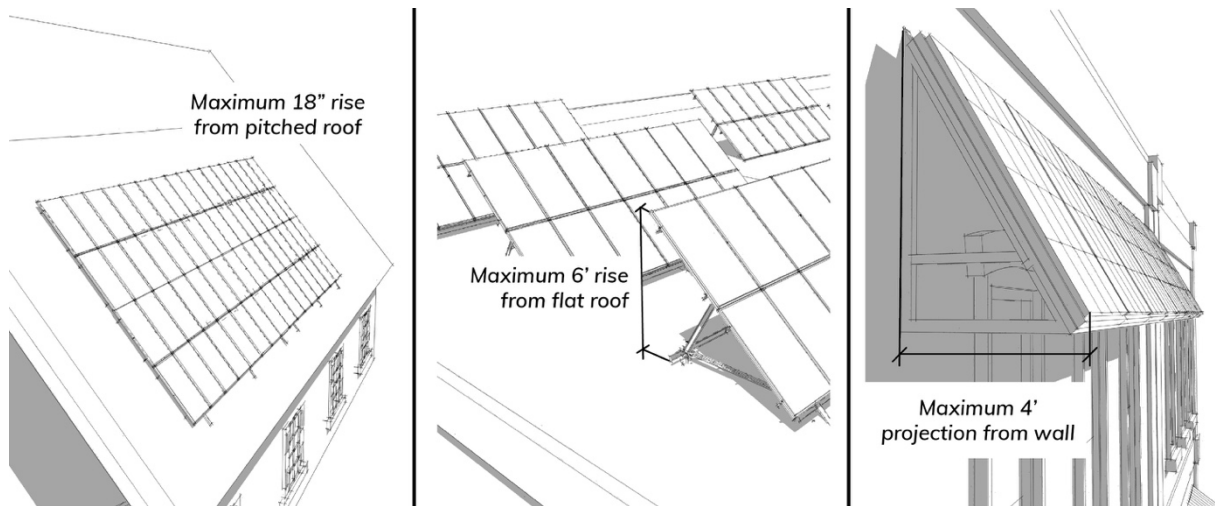 Maximum 18” rise
from pitched roof
Maximum 6’ rise
from flat roof
Maximum 4’
projection from wall